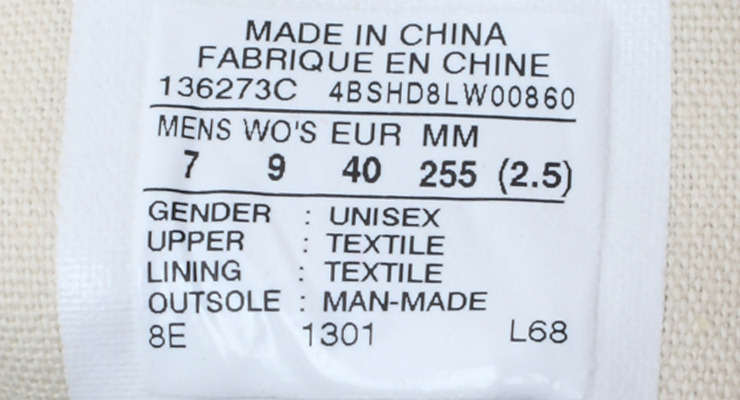 MADE IN CHINA
FABRIQUE EN CHINE
136273C 4BSHD8LW00860
MENS WO'S EUR MM
7 9 40 255 (2.5)
GENDER : UNISEX
UPPER : TEXTILE
LINING : TEXTILE
OUTSOLE : MAN-MADE
8E 1301 L68